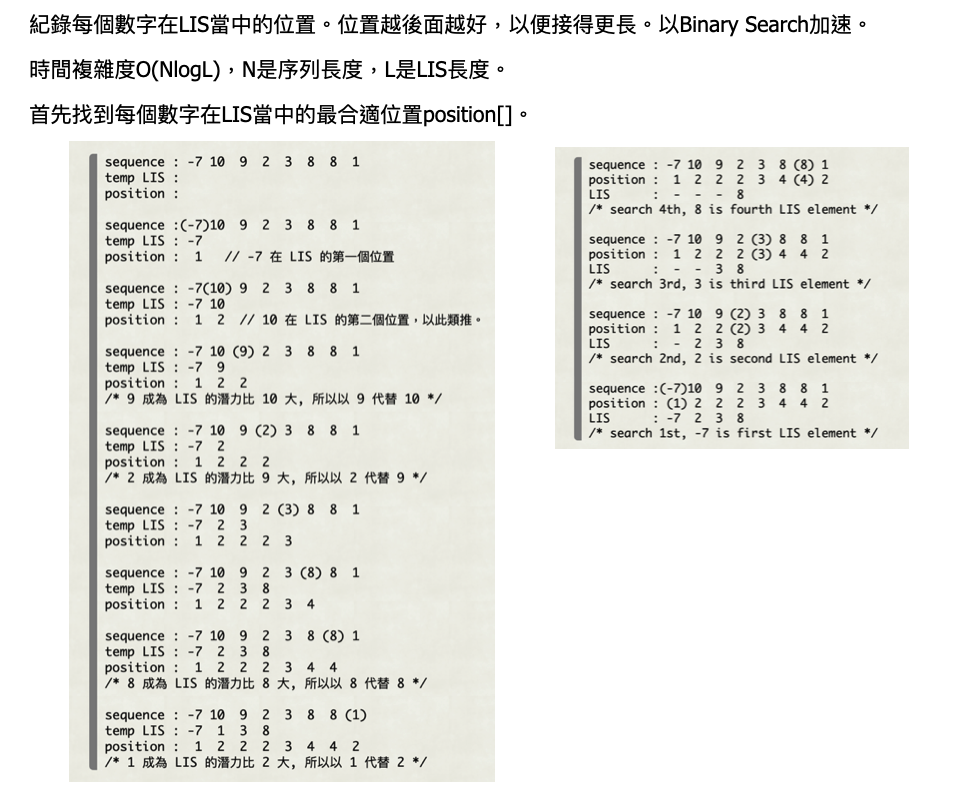 紀錄每個數字在LIS當中的位置。位置越後面越好，以便接得更長。以Binary Search加速。
時間複雜度O(NlogL)，N是序列長度，L是LIS長度。
首先找到每個數字在LIS當中的最合適位置position[]。
sequence : -7 10  9  2  3  8  8  1
temp LIS :
position :
sequence :(-7)10  9  2  3  8  8  1
temp LIS : -7
position :  1   // -7 在 LIS 的第一個位置
sequence : -7(10) 9  2  3  8  8  1
temp LIS : -7 10
position :  1  2  // 10 在 LIS 的第二個位置，以此類推。
sequence : -7 10 (9) 2  3  8  8  1
temp LIS : -7  9
position :  1  2  2
/* 9 成為 LIS 的潛力比 10 大, 所以以 9 代替 10 */
sequence : -7 10  9 (2) 3  8  8  1
temp LIS : -7  2
position :  1  2  2  2
/* 2 成為 LIS 的潛力比 9 大, 所以以 2 代替 9 */
sequence : -7 10  9  2 (3) 8  8  1
temp LIS : -7  2  3
position :  1  2  2  2  3
sequence : -7 10  9  2  3 (8) 8  1
temp LIS : -7  2  3  8
position :  1  2  2  2  3  4
sequence : -7 10  9  2  3  8 (8) 1
temp LIS : -7  2  3  8
position :  1  2  2  2  3  4  4
/* 8 成為 LIS 的潛力比 8 大, 所以以 8 代替 8 */
sequence : -7 10  9  2  3  8  8 (1)
temp LIS : -7  1  3  8
position :  1  2  2  2  3  4  4  2
/* 1 成為 LIS 的潛力比 2 大, 所以以 1 代替 2 */
sequence : -7 10  9  2  3  8 (8) 1
position :  1  2  2  2  3  4 (4) 2
LIS      :  -  -  -  8
/* search 4th, 8 is fourth LIS element */
sequence : -7 10  9  2 (3) 8  8  1
position :  1  2  2  2 (3) 4  4  2
LIS      :  -  -  3  8
/* search 3rd, 3 is third LIS element */
sequence : -7 10  9 (2) 3  8  8  1
position :  1  2  2 (2) 3  4  4  2
LIS      :  -  2  3  8
/* search 2nd, 2 is second LIS element */
sequence :(-7)10  9  2  3  8  8  1
position : (1) 2  2  2  3  4  4  2
LIS      : -7  2  3  8
/* search 1st, -7 is first LIS element */